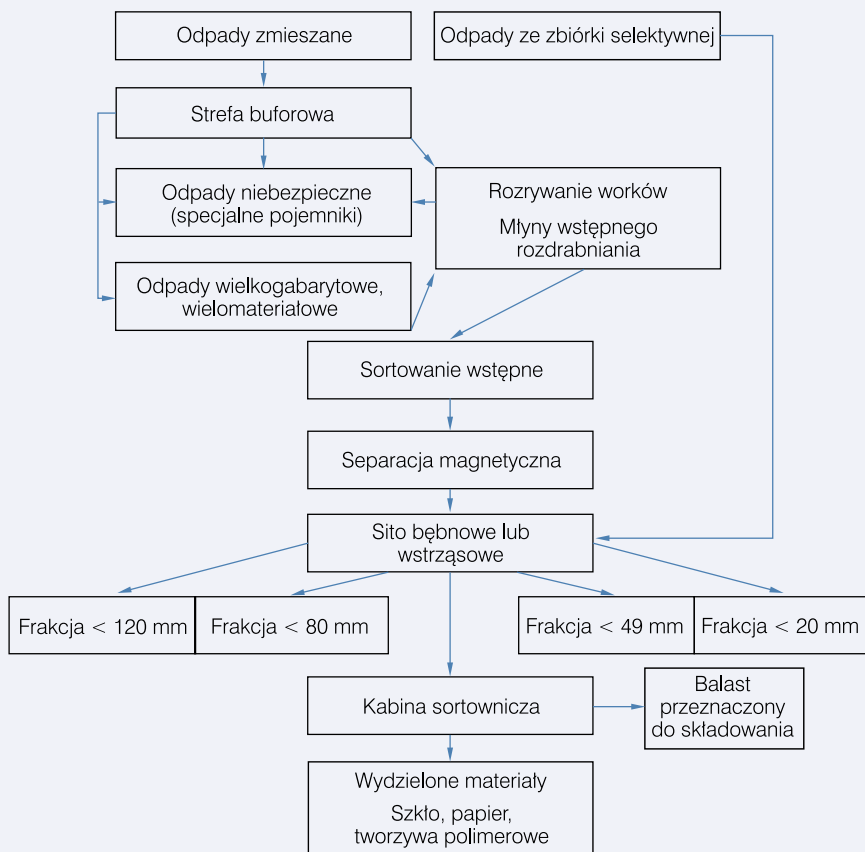 Odpady zmieszane
Odpady ze zbiórki selektywnej
Strefa buforowa
Odpady niebezpieczne
(specjalne pojemniki)
Rozrywanie worków
Młyny wstępnego
rozdrabniania
Odpady wielkogabarytowe,
wielomateriałowe
Sortowanie wstępne
Separacja magnetyczna
Sito bębnowe lub
wstrząsowe
Frakcja < 120 mm
Frakcja < 80 mm
Frakcja < 49 mm
Frakcja < 20 mm
Kabina sortownicza
Balast
przeznaczony
do składowania
Wydzielone materiały
Szkło, papier,
tworzywa polimerowe